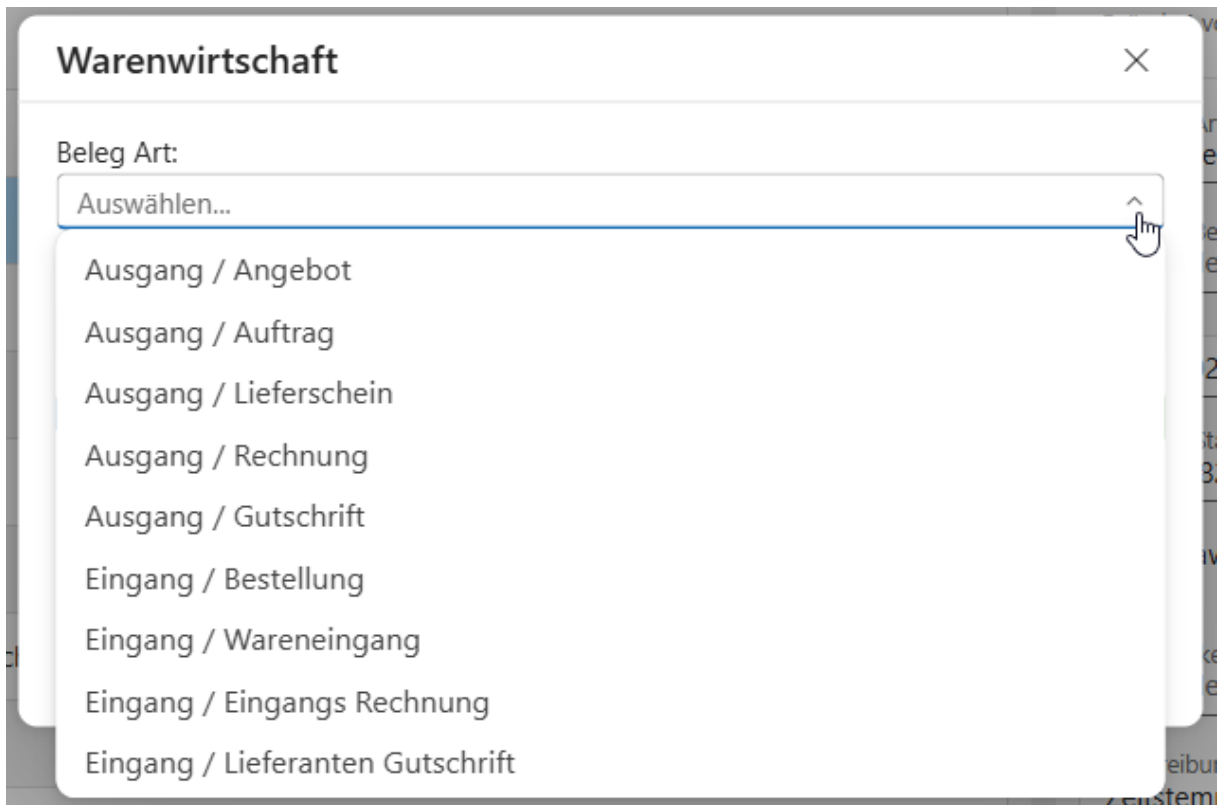 Warenwirtschaft
Beleg Art:
Auswählen...
Ausgang / Angebot
Ausgang / Auftrag
Ausgang / Lieferschein
Ausgang / Rechnung
Ausgang / Gutschrift
Eingang / Bestellung
Eingang / Wareneingang
Eingang / Eingangs Rechnung
Eingang / Lieferanten Gutschrift